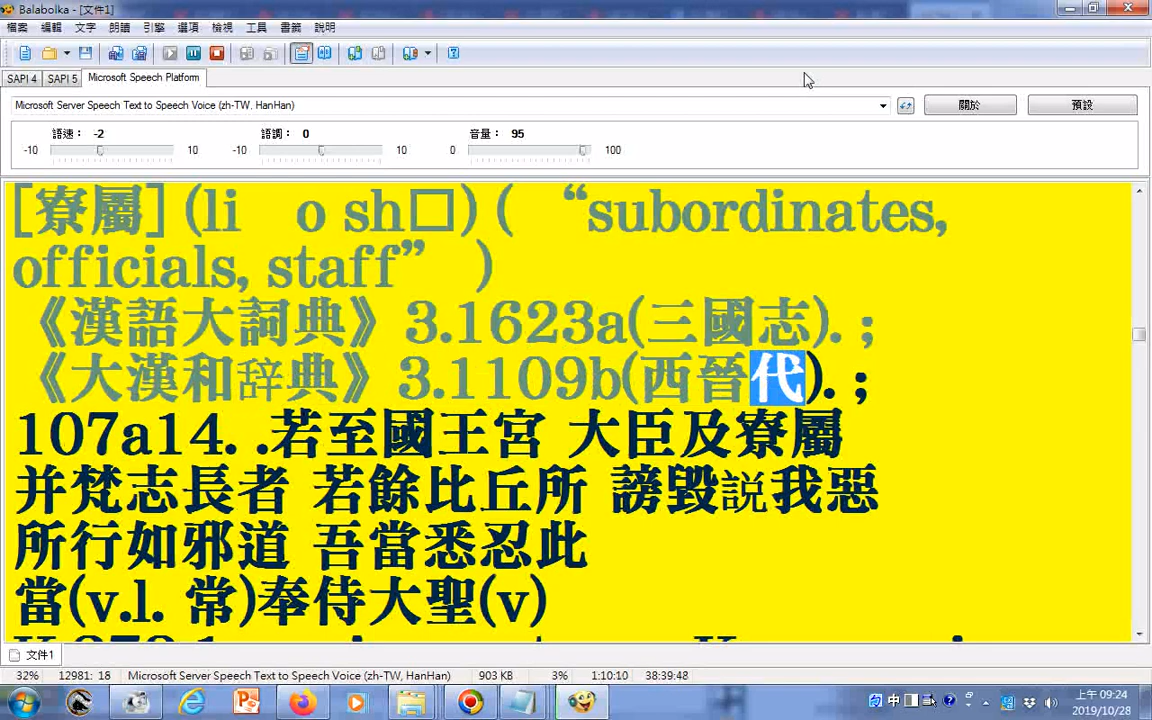 Balabolka - [文件1]
檔案 編輯 文字 朗讀 引擎 選項 檢視 工具 書籤 說明
SAPI 4 SAPI 5 Microsoft Speech Platform
Microsoft Server Speech Text to Speech Voice (zh-TW, HanHan) 關於 預設
語速： -2 語調： 0 音量： 95
-10 10 -10 10 0 100
[寮屬] (li o sh□) ( “subordinates,
officials, staff” )
《漢語大詞典》 3.1623a(三國志). ;
《大漢和辞典》 3.1109b(西晉代). ;
107a14. .若至國王宮 大臣及寮屬
并梵志長者 若餘比丘所 謗毀説我惡
所行如邪道 吾當悉忍此
當(v.l. 常)奉侍大聖(v)
文件1
32% 12981: 18 Microsoft Server Speech Text to Speech Voice (zh-TW, HanHan) 903 KB 3% 1:10:10 38:39:48
中 上午 09:24
2019/10/28